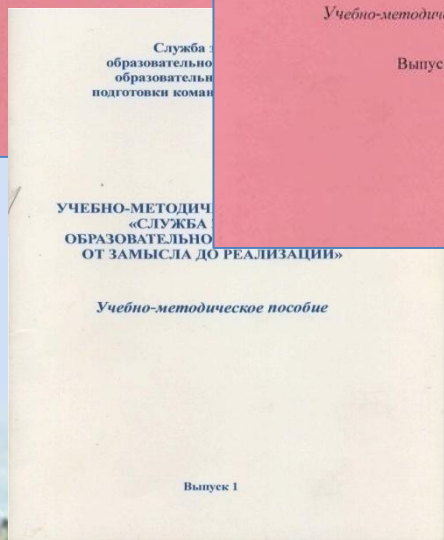 Учебно-методич
Выпус
Служба
образовательно
образовательн
подготовки коман
УЧЕБНО-МЕТОДИЧЕ
«СЛУЖБА
ОБРАЗОВАТЕЛЬНО
ОТ ЗАМЫСЛА ДО РЕАЛИЗАЦИИ»
Учебно-методическое пособие
Выпуск 1